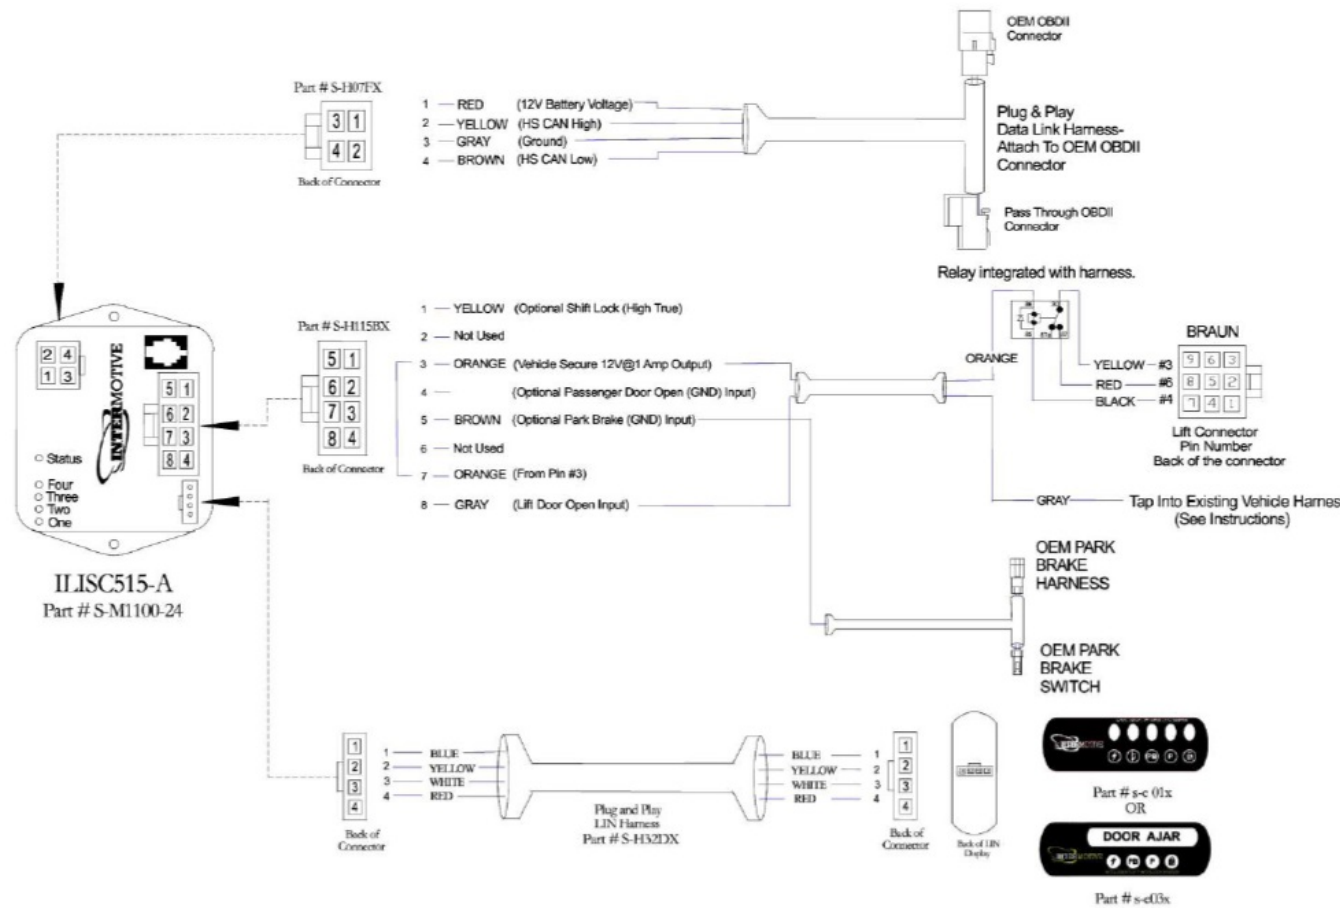 OEM OBDII
Connector
Part # S-H07FX
3 1
4 2
Back of Connector
1 RED (12V Battery Voltage)
2 YELLOW (HS CAN High)
3 GRAY (Ground)
4 BROWN (HS CAN Low)
Plug & Play
Data Link Harness-
Attach To OEM OBDII
Connector
Pass Through OBDII
Connector
Relay integrated with harness.
Part # S-H115BX
5 1
6 2
7 3
8 4
Back of Connector
1 YELLOW (Optional Shift Lock (High True)
2 Not Used
3 ORANGE (Vehicle Secure 12V@1 Amp Output)
4 (Optional Passenger Door Open (GND) Input)
5 BROWN (Optional Park Brake (GND) Input)
6 Not Used
7 ORANGE (From Pin #3)
8 GRAY (Lift Door Open Input)
ORANGE
YELLOW #3
RED #6
BLACK #4
BRAUN
9 6 3
8 5 2
7 4 1
Lift Connector
Pin Number
Back of the connector
GRAY
Tap Into Existing Vehicle Harnes
(See Instructions)
2 4
1 3
INTERMOTIVE
5 1
6 2
7 3
8 4
Status
Four
Three
Two
One
ILISC515-A
Part # S-M1100-24
OEM PARK
BRAKE
HARNESS
OEM PARK
BRAKE
SWITCH
1
2
3
4
Back of
Connector
1 BLUE
2 YELLOW
3 WHITE
4 RED
Plug and Play
LIN Harness
Part # S-H32DX
BLUE 1
YELLOW 2
WHITE 3
RED 4
1
2
3
4
Back of
Connector
Back of LIN
Display
Part # s-c 01x
OR
DOOR AJAR
Part # s-c03x